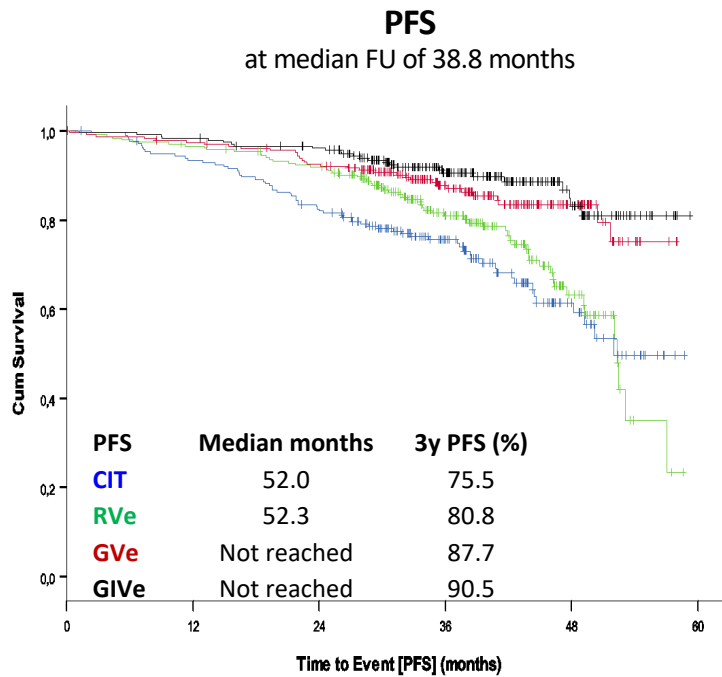 PFS
at median FU of 38.8 months
1,0
0,8
0,6
0,4
0,2
0,0
Cum Survival
PFS Median months 3y PFS (%)
CIT 52.0 75.5
RVe 52.3 80.8
GVe Not reached 87.7
GIVe Not reached 90.5
0 12 24 36 48 60
Time to Event [PFS] (months)